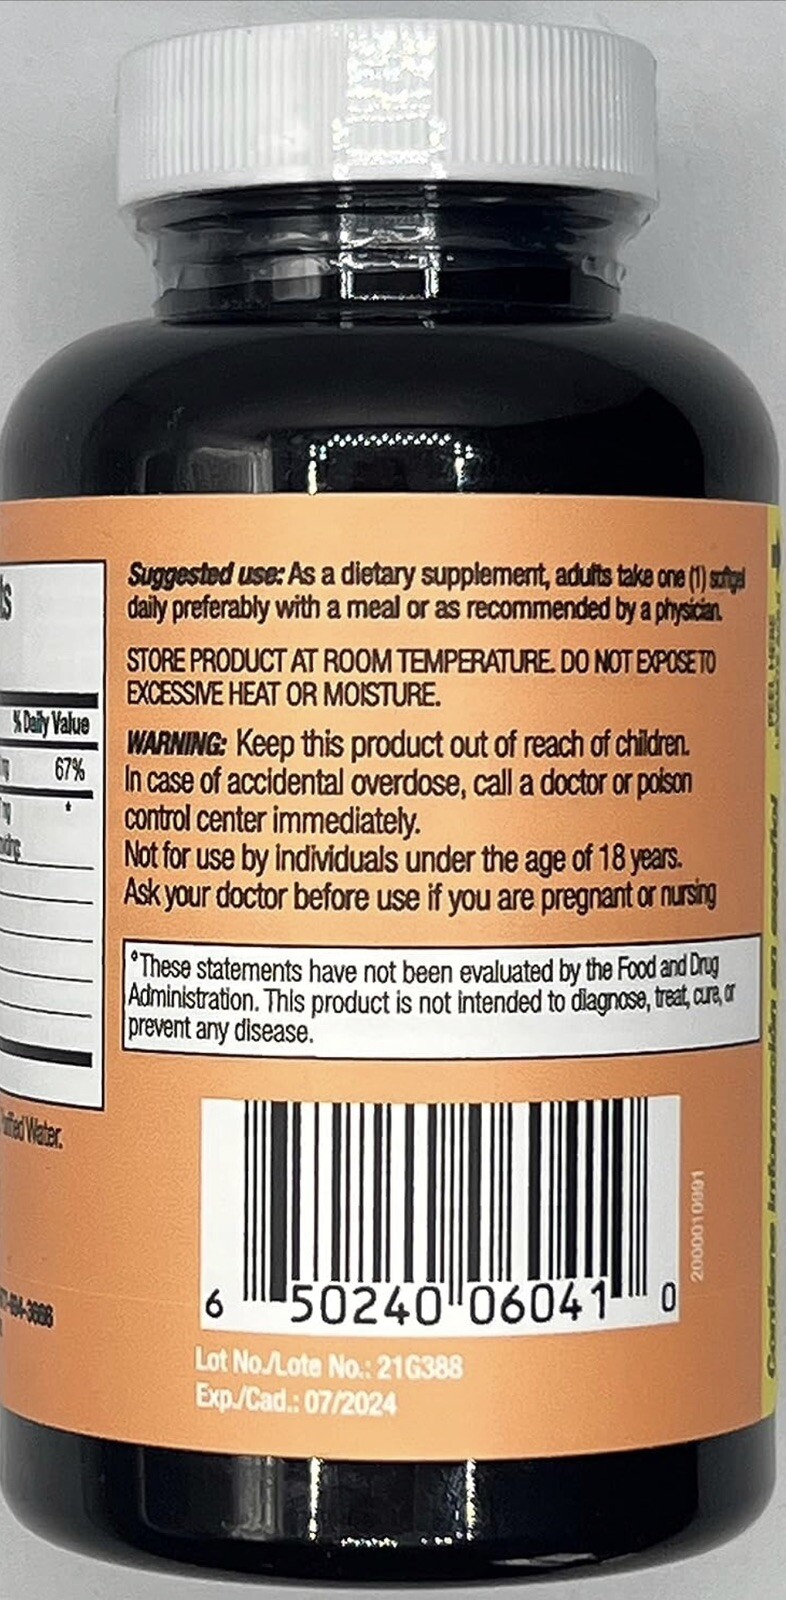 Suggested use: As a dietary supplement, adults take one (1) softgel
daily preferably with a meal or as recommended by a physician.
STORE PRODUCT AT ROOM TEMPERATURE. DO NOT EXPOSE TO
EXCESSIVE HEAT OR MOISTURE.
WARNING: Keep this product out of reach of children.
In case of accidental overdose, call a doctor or poison
control center immediately.
Not for use by individuals under the age of 18 years.
Ask your doctor before use if you are pregnant or nursing
*These statements have not been evaluated by the Food and Drug
Administration. This product is not intended to diagnose, treat, cure, or
prevent any disease.
6 50240 06041 0
2000010991
Lot No./Lote No.: 21G388
Exp./Cad.: 07/2024
% Daily Value
67%
*
Water.
PEEL HERE
Contiene información en español